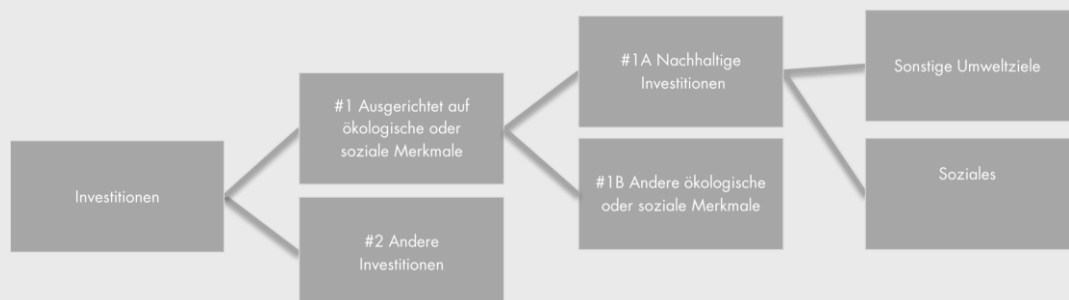 Investitionen
#1 Ausgerichtet auf
ökologische oder
soziale Merkmale
#2 Andere
Investitionen
#1A Nachhaltige
Investitionen
#1B Andere ökologische
oder soziale Merkmale
Sonstige Umweltziele
Soziales